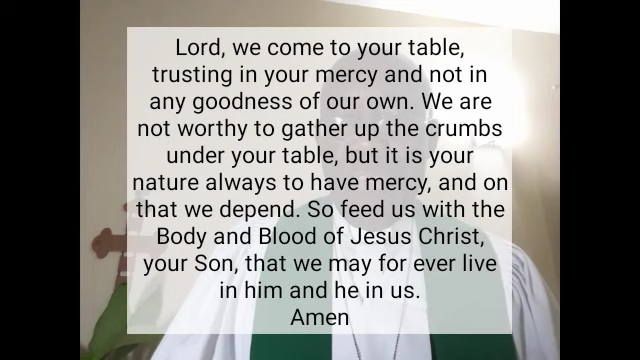 Lord, we come to your table,
trusting in your mercy and not in
any goodness of our own. We are
not worthy to gather up the crumbs
under your table, but it is your
nature always to have mercy, and on
that we depend. So feed us with the
Body and Blood of Jesus Christ,
your Son, that we may for ever live
in him and he in us.
Amen